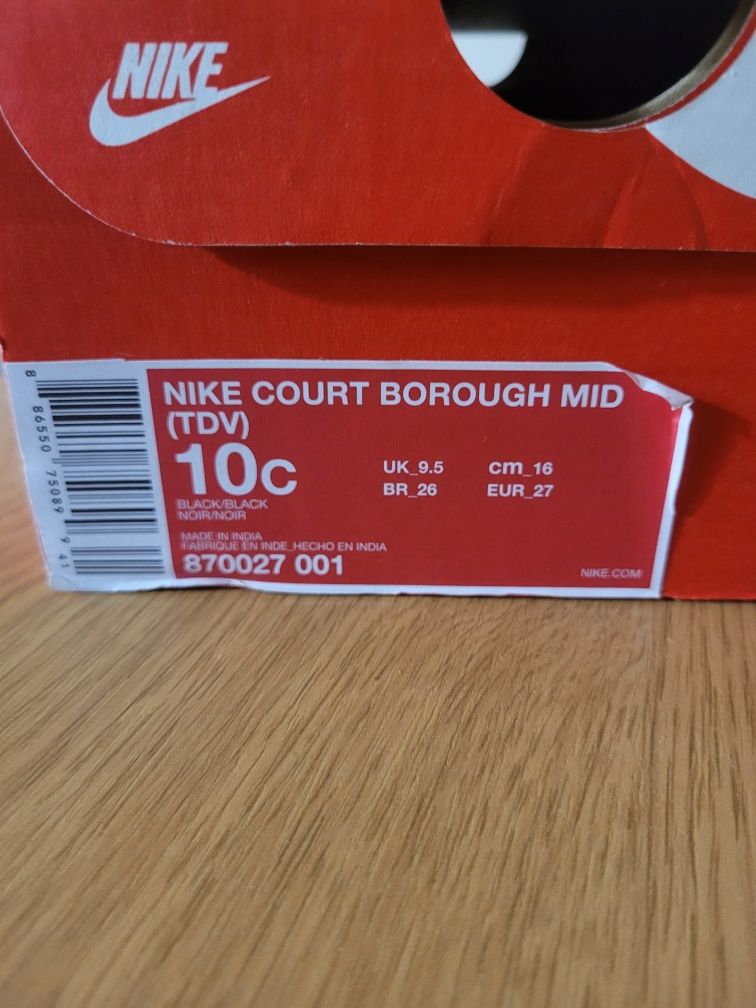 NIKE
NIKE COURT BOROUGH MID
(TDV)
10C
UK_9.5 cm_16
BR_26 EUR_27
BLACK/BLACK
NOIR/NOIR
MADE IN INDIA
FABRIQUE EN INDE_HECHO EN INDIA
870027 001
NIKE.COM
8 86550 75089 9 41